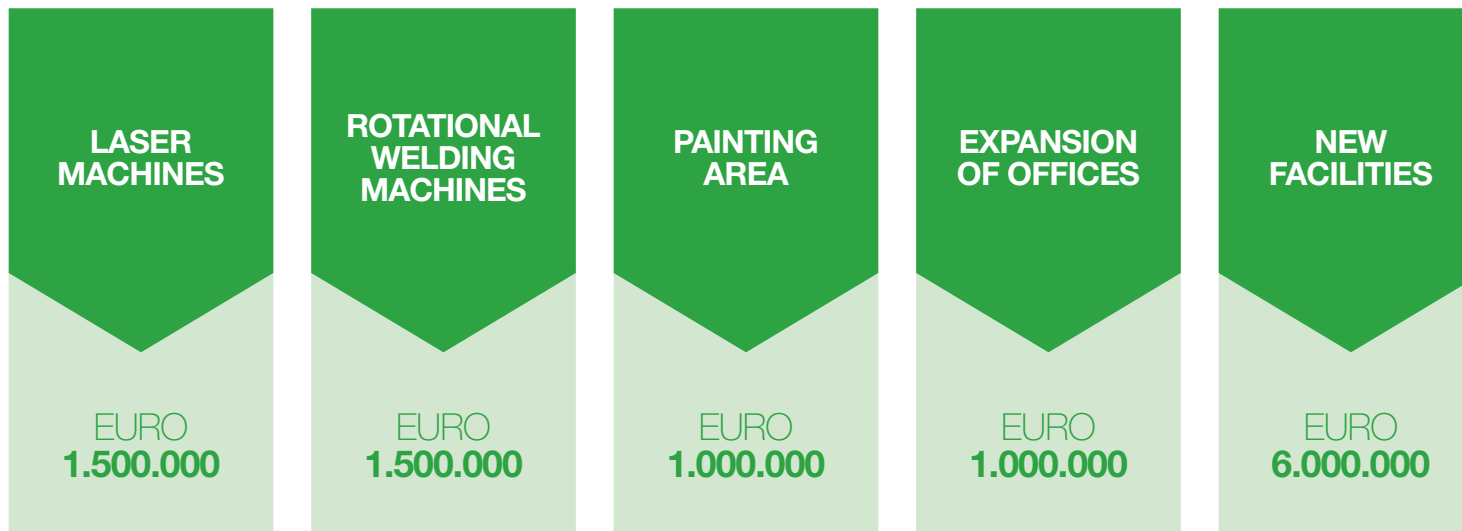 LASER
MACHINES
EURO
1.500.000
ROTATIONAL
WELDING
MACHINES
EURO
1.500.000
PAINTING
AREA
EURO
1.000.000
EXPANSION
OF OFFICES
EURO
1.000.000
NEW
FACILITIES
EURO
6.000.000